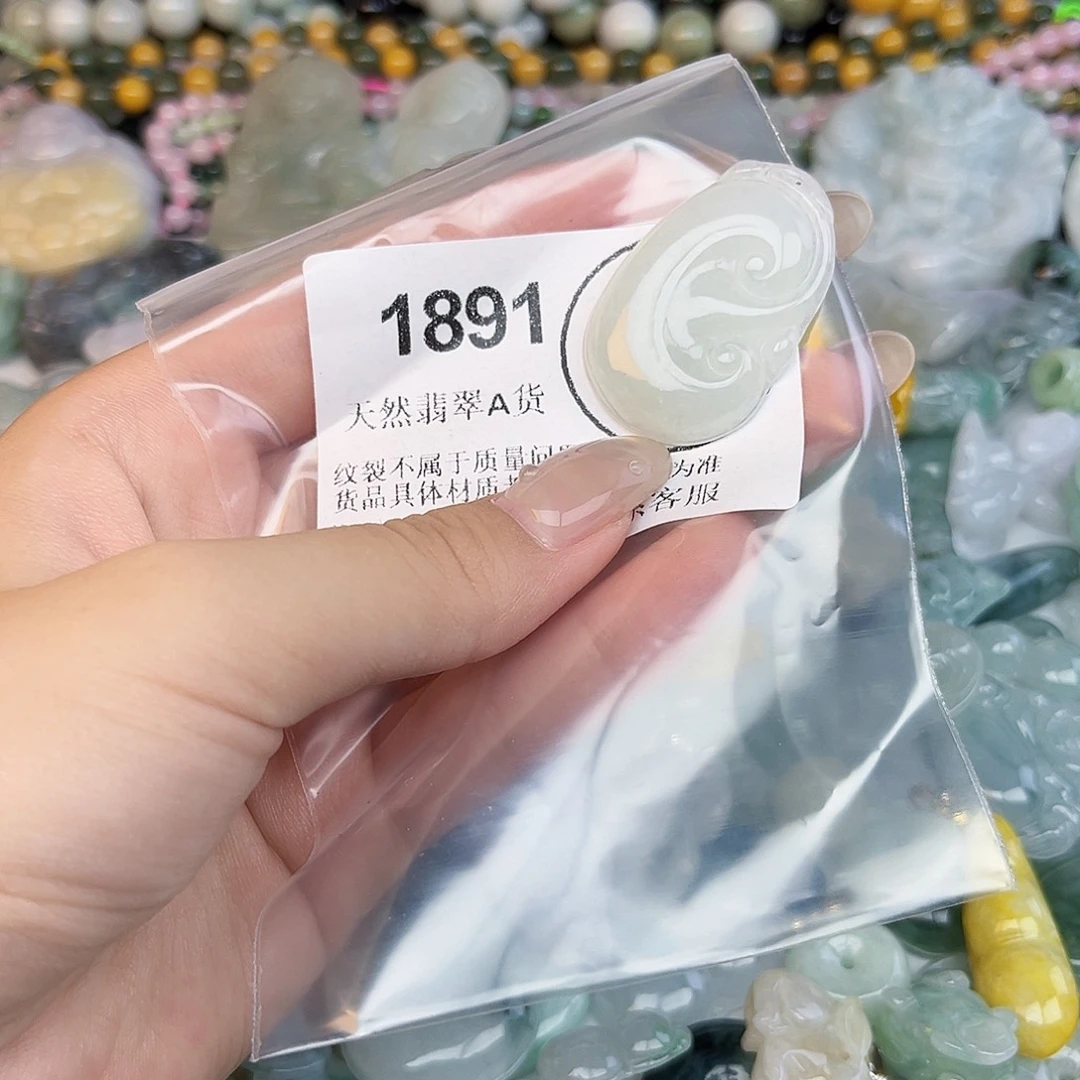 1891
天然翡翠A货
纹裂不属于质量问 为准
货品具体材质 客服